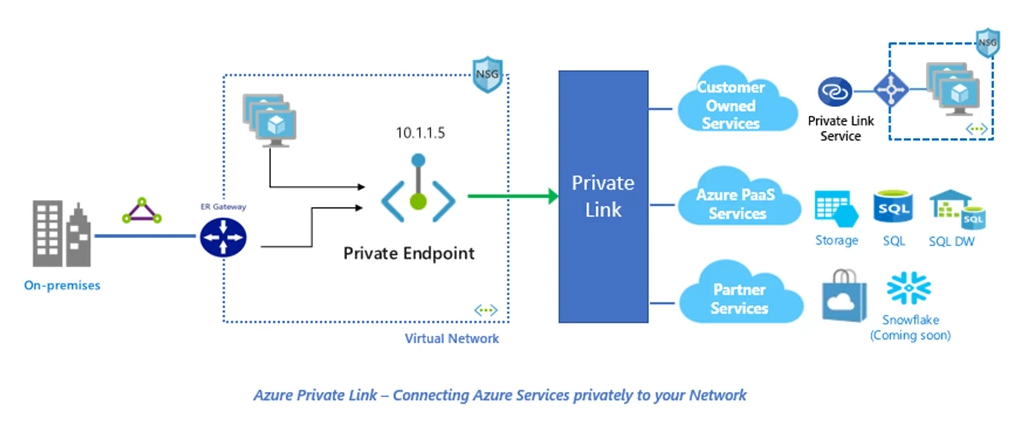 NSG
10.1.1.5
ER Gateway
On-premises
Private Endpoint
Virtual Network
Private
Link
Customer
Owned
Services
Private Link
Service
NSG
Azure PaaS
Services
Storage
SQL
SQL
SQL
SQL DW
Partner
Services
Snowflake
(Coming soon)
Azure Private Link – Connecting Azure Services privately to your Network